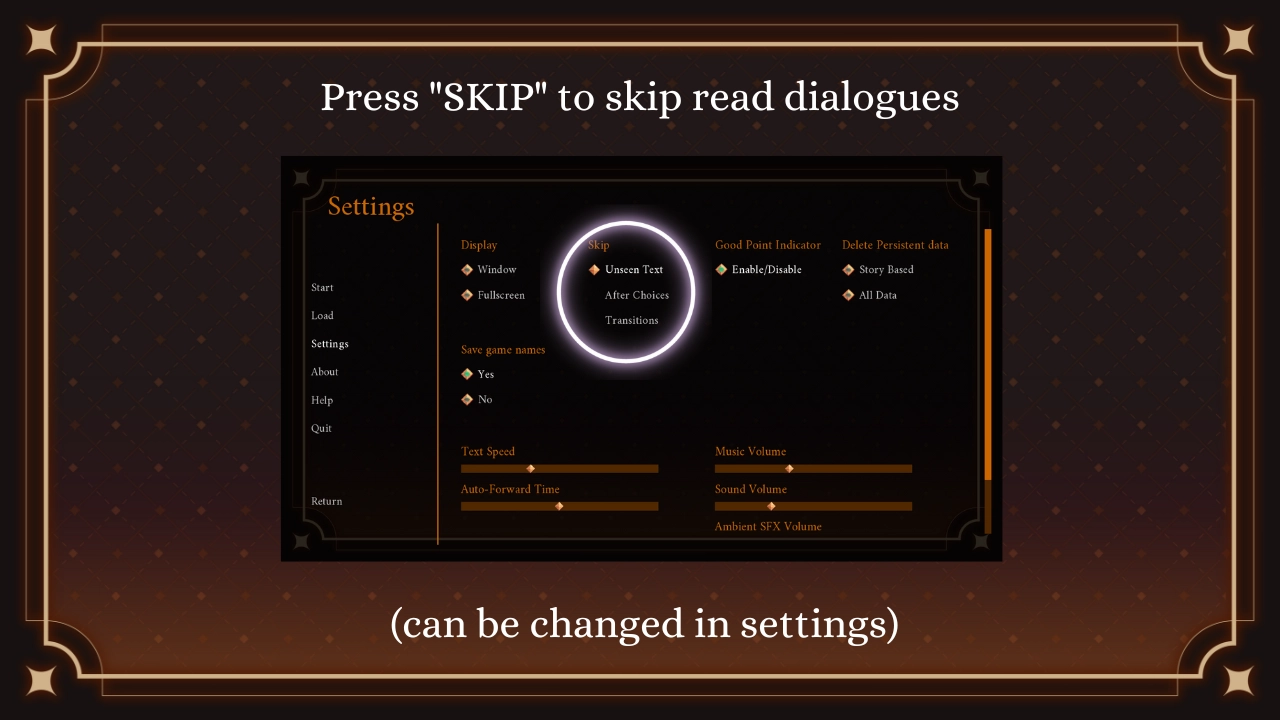 Press "SKIP" to skip read dialogues
Settings
Start
Load
Settings
About
Help
Quit
Return
Display
Window
Fullscreen
Skip
Unseen Text
After Choices
Transitions
Good Point Indicator
Enable/Disable
Delete Persistent data
Story Based
All Data
Save game names
Yes
No
Text Speed
Auto-Forward Time
Music Volume
Sound Volume
Ambient SFX Volume
(can be changed in settings)